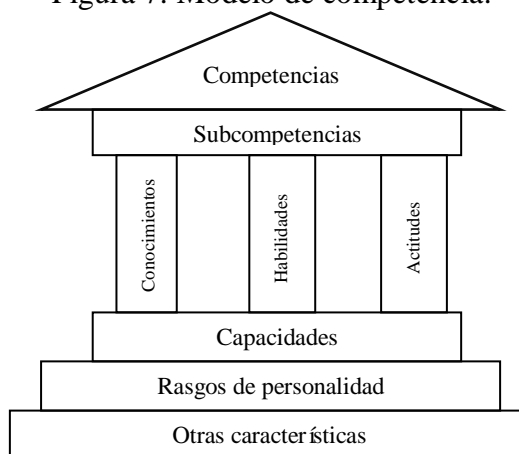 Figura 7. Modelo de competencia.
Competencias
Subcompetencias
Conocimientos
Habilidades
Actitudes
Capacidades
Rasgos de personalidad
Otras características